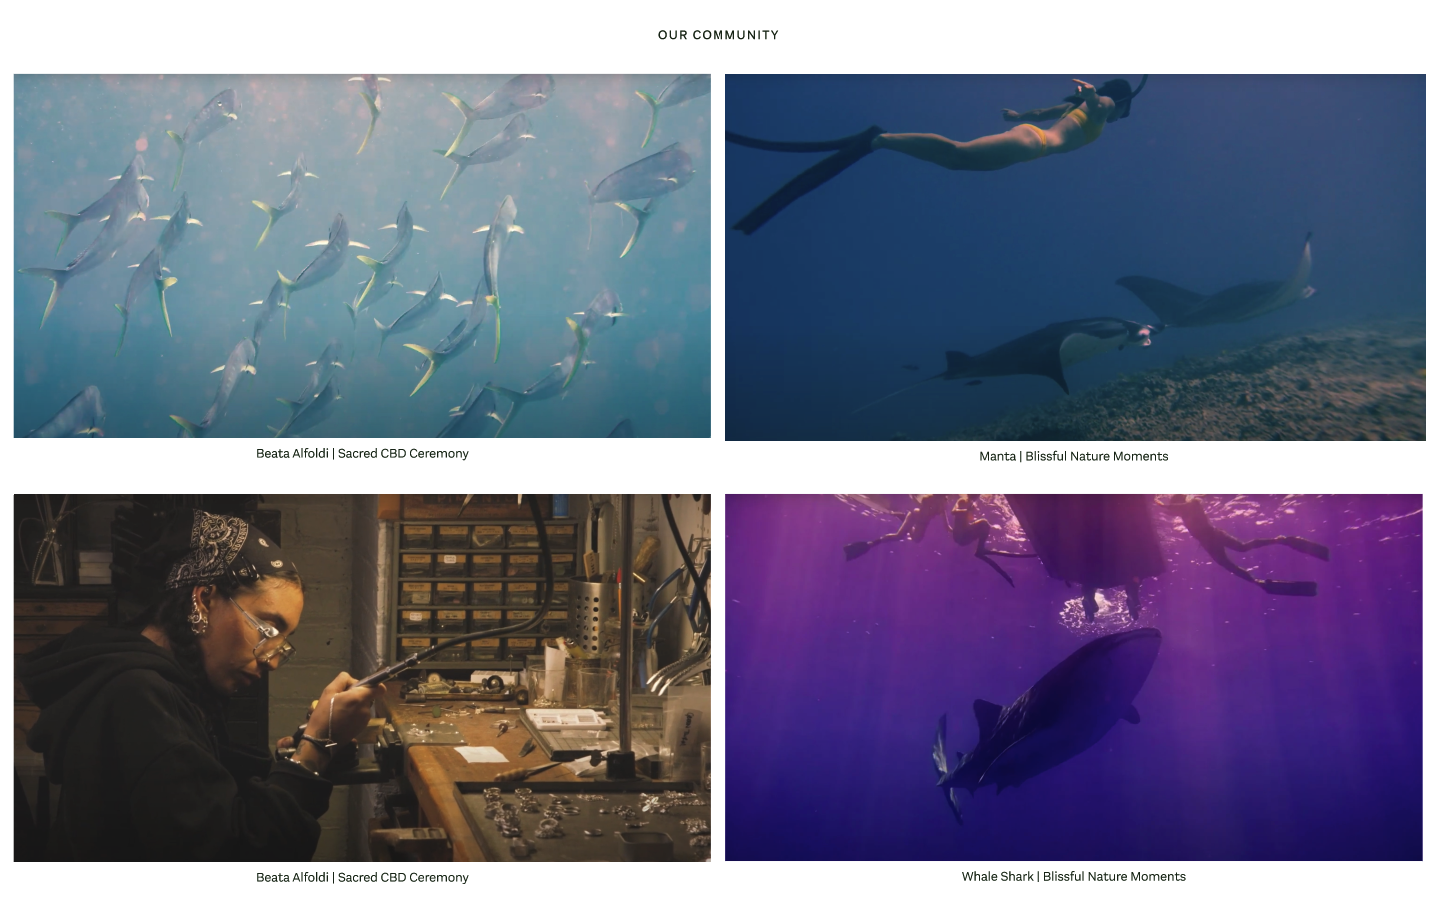 OUR COMMUNITY
Beata Alfoldi | Sacred CBD Ceremony
Manta | Blissful Nature Moments
Beata Alfoldi | Sacred CBD Ceremony
Whale Shark | Blissful Nature Moments